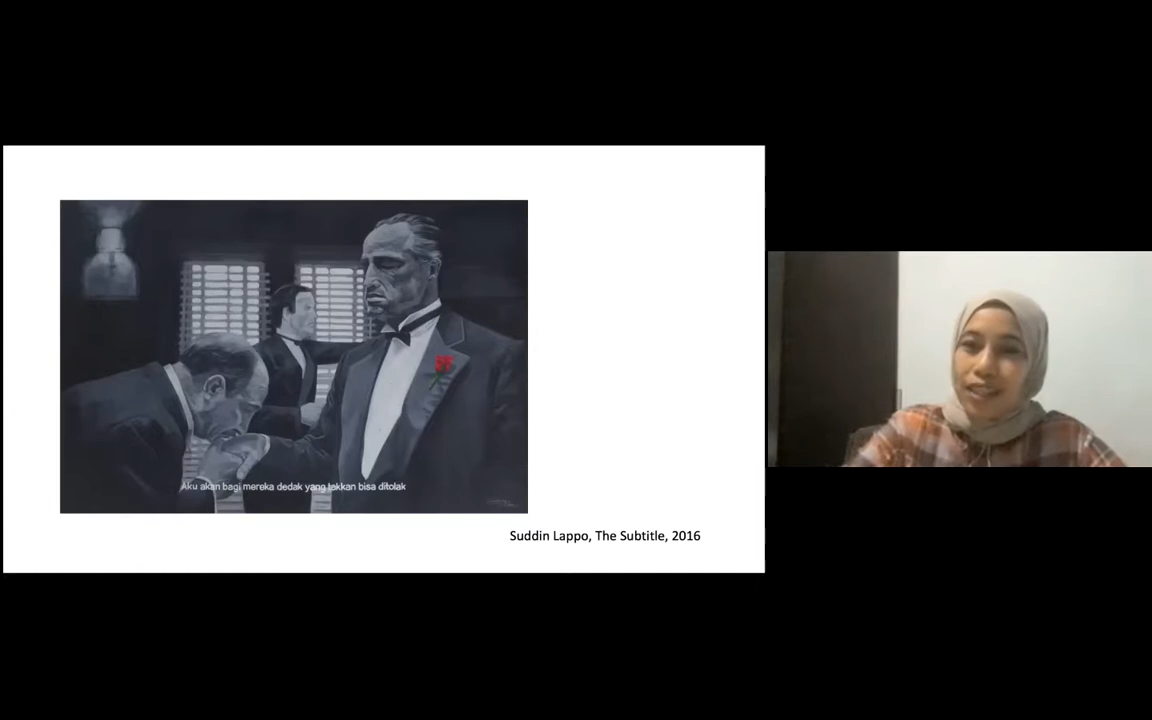 Aku akan bagi mereka dedak yang takkan bisa ditolak
Suddin Lappo, The Subtitle, 2016